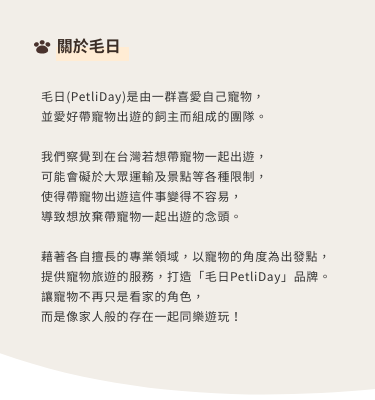 關於毛日
毛日(PetliDay)是由一群喜愛自己寵物，
並愛好帶寵物出遊的飼主而組成的團隊。
我們察覺到在台灣若想帶寵物一起出遊，
可能會礙於大眾運輸及景點等各種限制，
使得帶寵物出遊這件事變得不容易，
導致想放棄帶寵物一起出遊的念頭。
藉著各自擅長的專業領域，以寵物的角度為出發點，
提供寵物旅遊的服務，打造「毛日PetliDay」品牌。
讓寵物不再只是看家的角色，
而是像家人般的存在一起同樂遊玩！